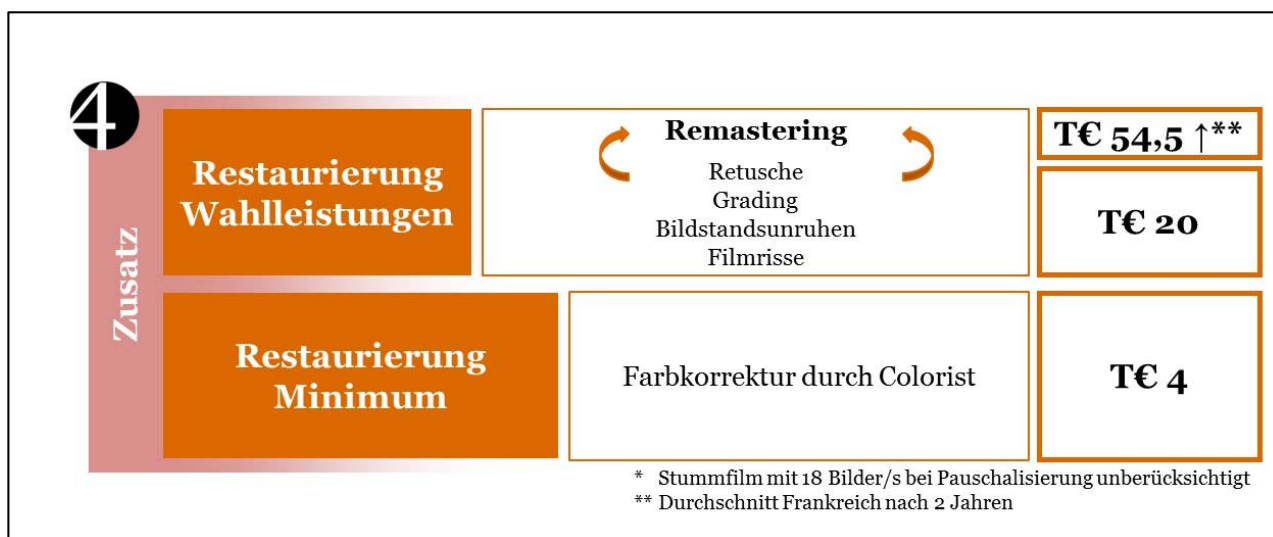 4
Zusatz
Restaurierung
Wahlleistungen
Remastering
Retusche
Grading
Bildstandsunruhen
Filmrisse
T€ 54,5 ↑**
T€ 20
Restaurierung
Minimum
Farbkorrektur durch Colorist
T€ 4
* Stummfilm mit 18 Bilder/s bei Pauschalisierung unberücksichtigt
** Durchschnitt Frankreich nach 2 Jahren